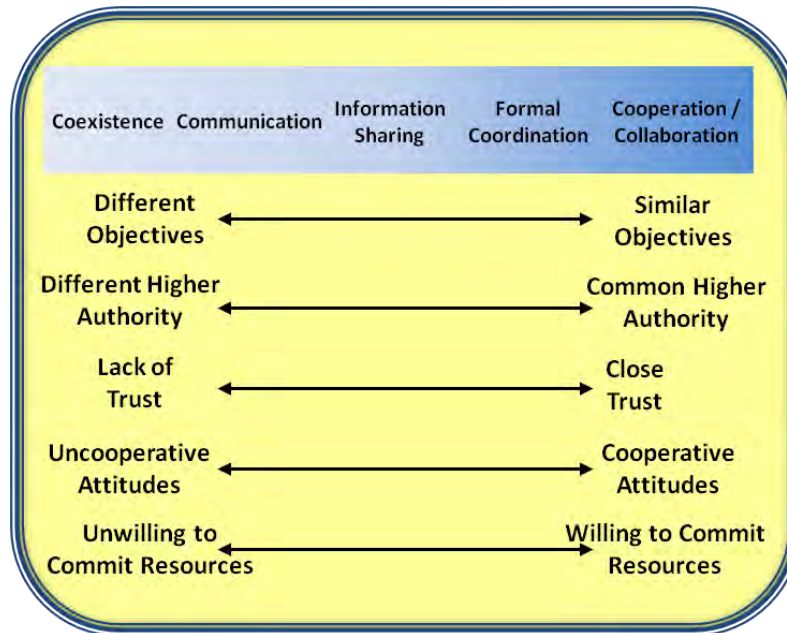 Coexistence Communication Information Sharing Formal Coordination Cooperation / Collaboration
Different Objectives Similar Objectives
Different Higher Authority Common Higher Authority
Lack of Trust Close Trust
Uncooperative Attitudes Cooperative Attitudes
Unwilling to Commit Resources Willing to Commit Resources